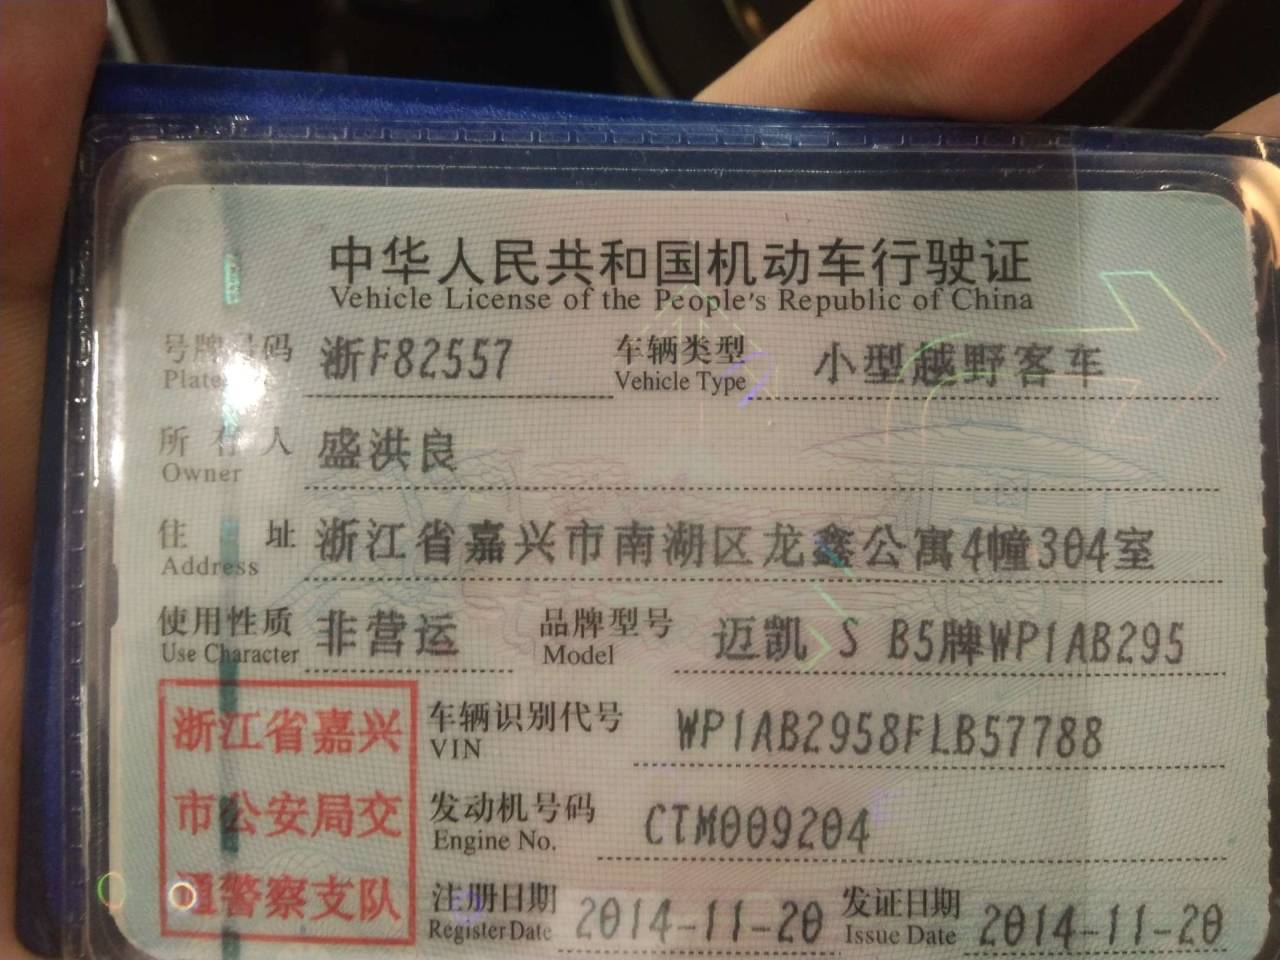 中华人民共和国机动车行驶证
Vehicle License of the People's Republic of China
号牌号码 浙F82557 车辆类型 小型越野客车
Plate Vehicle Type
所有人 盛洪良
Owner
住址 浙江省嘉兴市南湖区龙鑫公寓4幢304室
Address
使用性质 非营运 品牌型号 迈凯 S B5牌WP1AB295
Use Character Model
浙江省嘉兴 车辆识别代号 WP1AB2958FLB57788
VIN
市公安局交 发动机号码 CTM009204
Engine No.
通警察支队 注册日期 2014-11-20 发证日期 2014-11-20
Register Date Issue Date